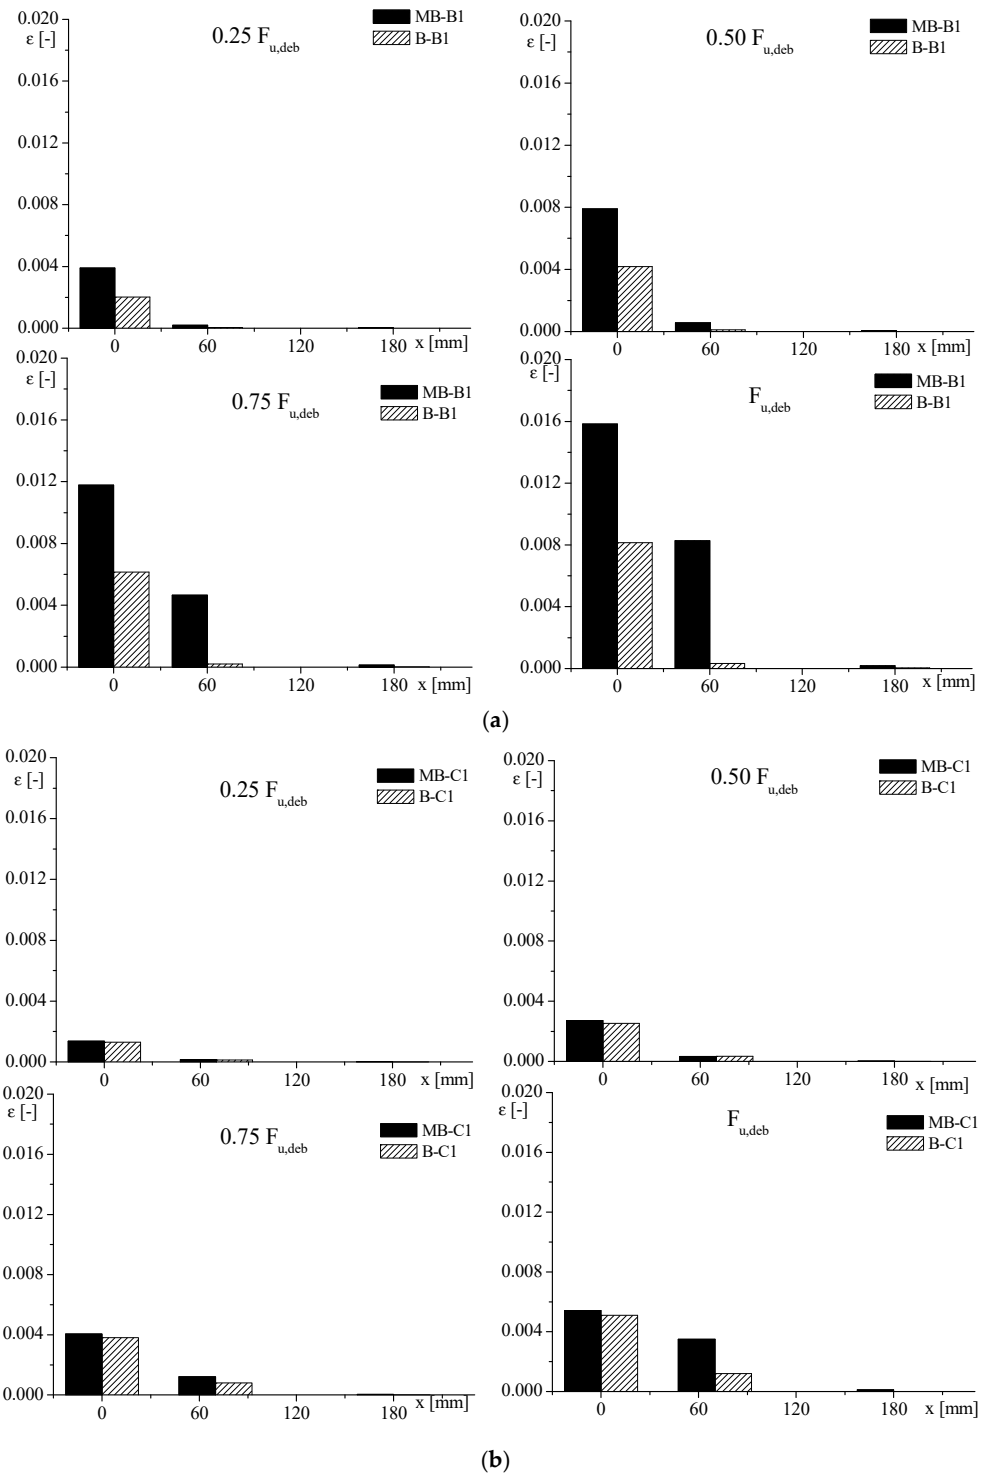 0.020
ε [-]
0.016
0.012
0.008
0.004
0.000
0.25 F u,deb
MB-B1
B-B1
0 60 120 180 x [mm]
0.020
ε [-]
0.016
0.012
0.008
0.004
0.000
0.50 F u,deb
MB-B1
B-B1
0 60 120 180 x [mm]
0.020
ε [-]
0.016
0.012
0.008
0.004
0.000
0.75 F u,deb
MB-B1
B-B1
0 60 120 180 x [mm]
0.020
ε [-]
0.016
0.012
0.008
0.004
0.000
F u,deb
MB-B1
B-B1
0 60 120 180 x [mm]
(a)
0.020
ε [-]
0.016
0.012
0.008
0.004
0.000
0.25 F u,deb
MB-C1
B-C1
0 60 120 180 x [mm]
0.020
ε [-]
0.016
0.012
0.008
0.004
0.000
0.50 F u,deb
MB-C1
B-C1
0 60 120 180 x [mm]
0.020
ε [-]
0.016
0.012
0.008
0.004
0.000
0.75 F u,deb
MB-C1
B-C1
0 60 120 180 x [mm]
0.020
ε [-]
0.016
0.012
0.008
0.004
0.000
F u,deb
MB-C1
B-C1
0 60 120 180 x [mm]
(b)